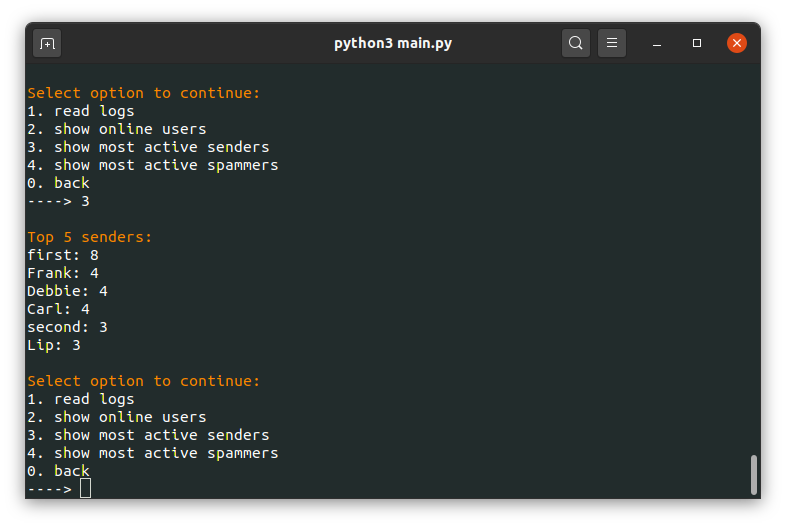 python3 main.py
Select option to continue:
1. read logs
2. show online users
3. show most active senders
4. show most active spammers
0. back
----> 3
Top 5 senders:
first: 8
Frank: 4
Debbie: 4
Carl: 4
second: 3
Lip: 3
Select option to continue:
1. read logs
2. show online users
3. show most active senders
4. show most active spammers
0. back
---->